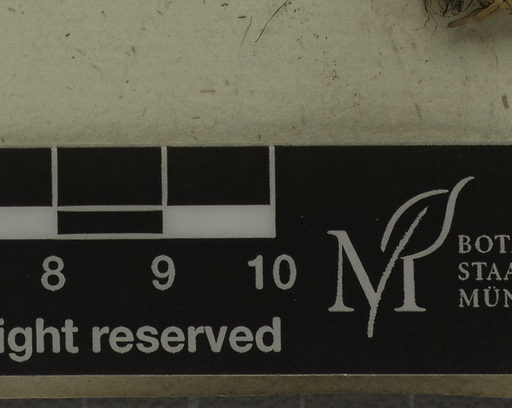 8 9 10
ight reserved
M
BOT
STAA
MÜN